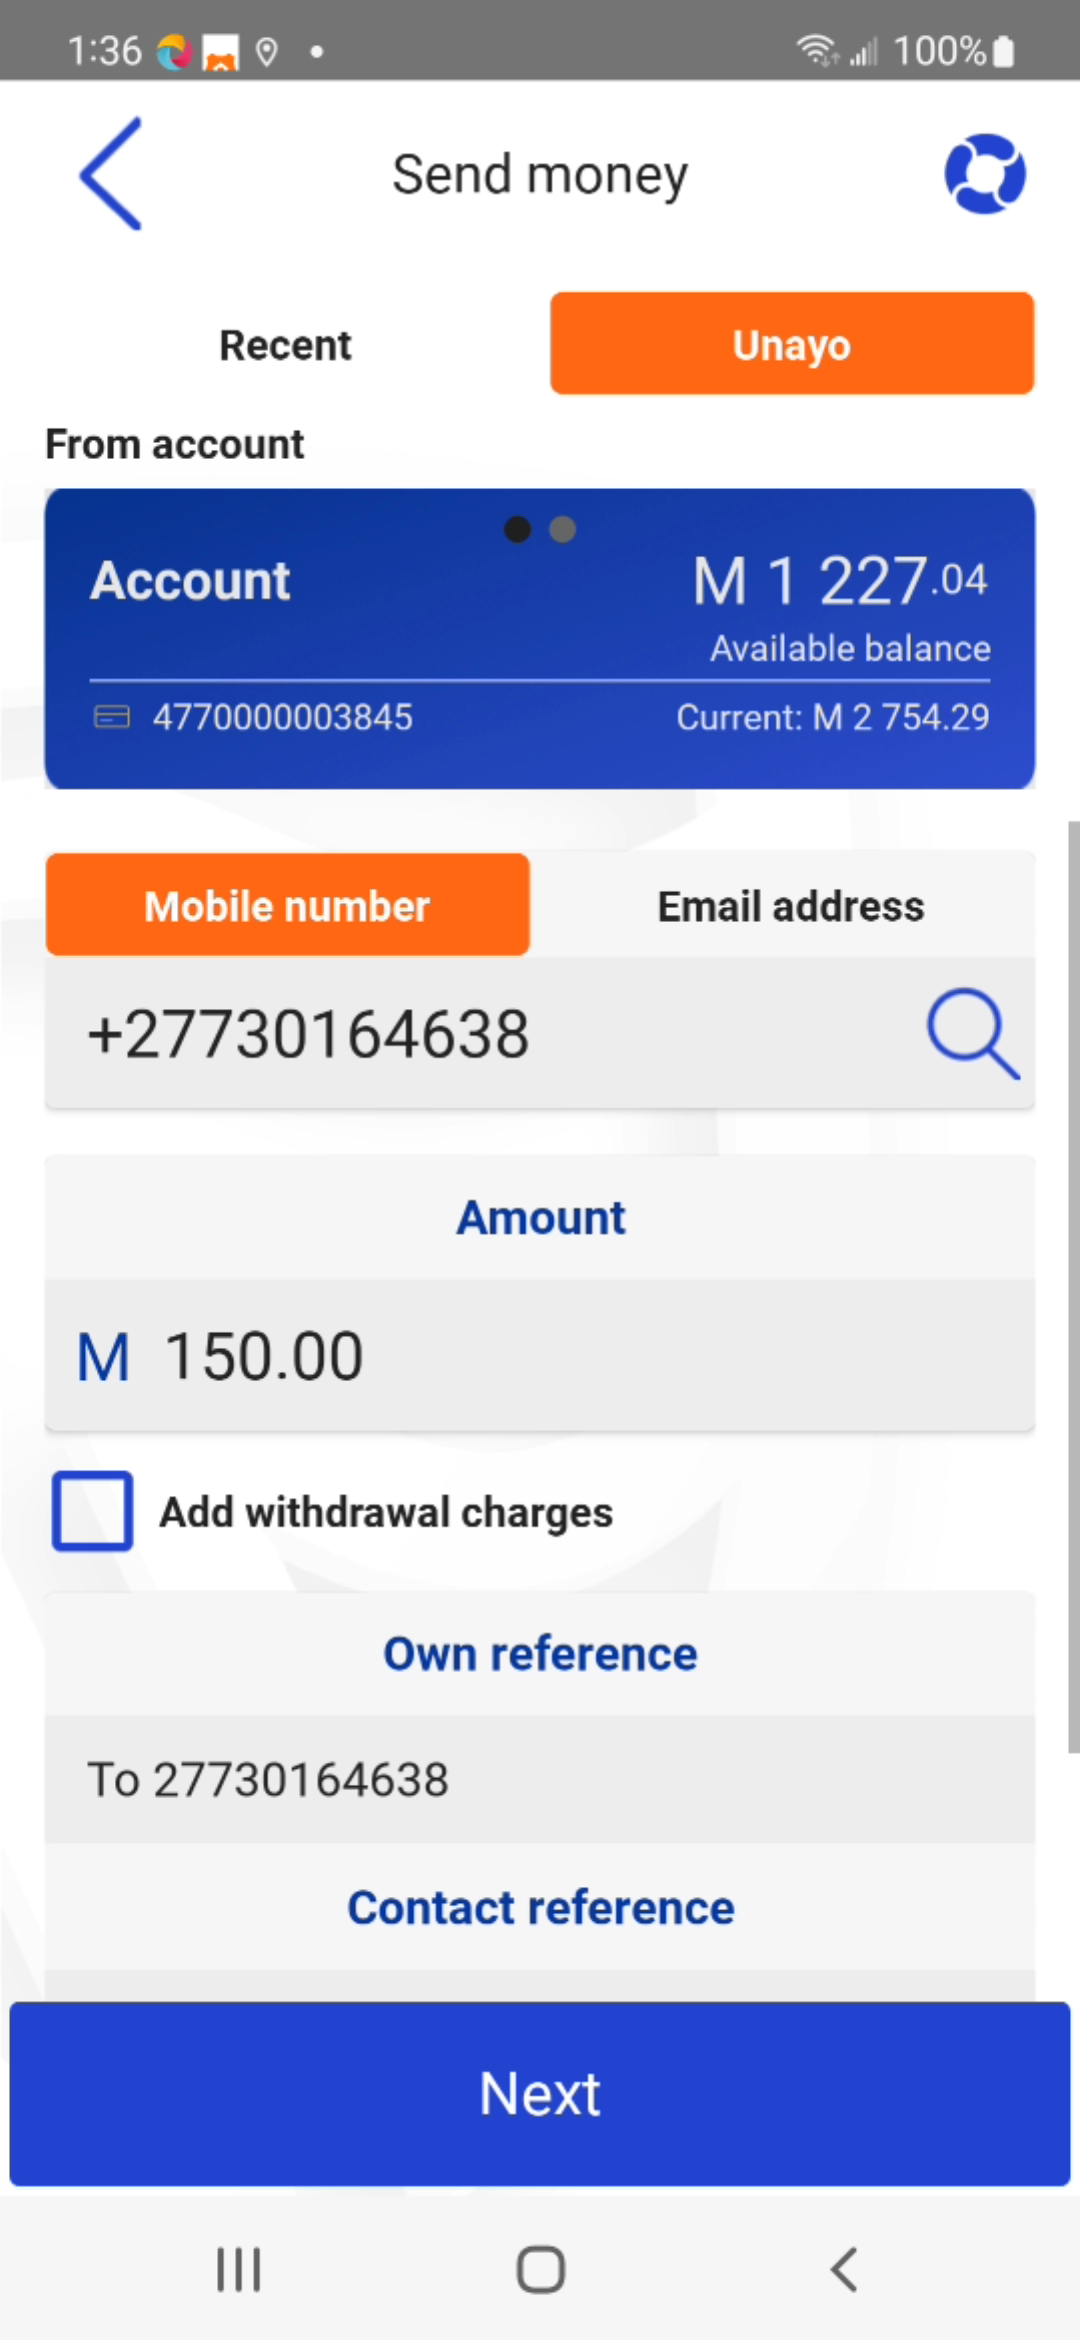 1:36
100%
Send money
Recent
Unayo
From account
Account
M 1 227.04
Available balance
4770000003845
Current: M 2 754.29
Mobile number
Email address
+27730164638
Amount
M 150.00
Add withdrawal charges
Own reference
To 27730164638
Contact reference
Next